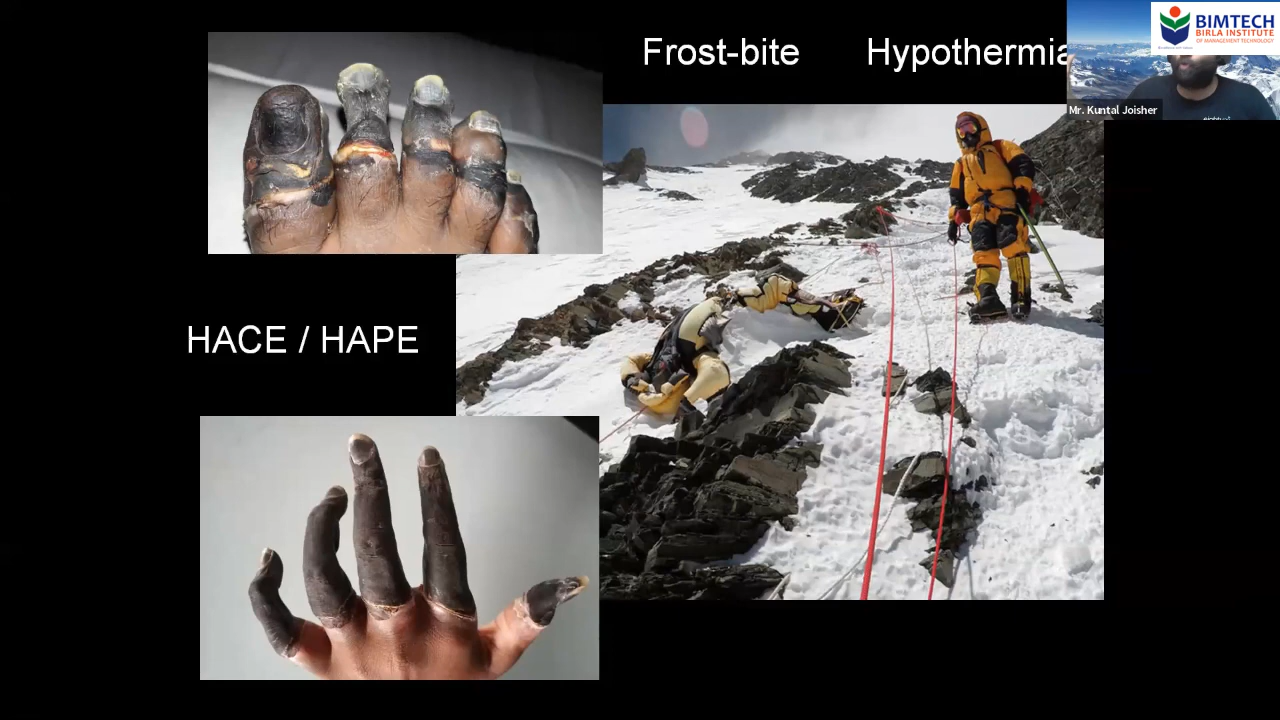 Frost-bite
Hypothermia
BIMTECH
BIRLA INSTITUTE
OF MANAGEMENT TECHNOLOGY
Mr. Kuntal Joisher
HACE / HAPE